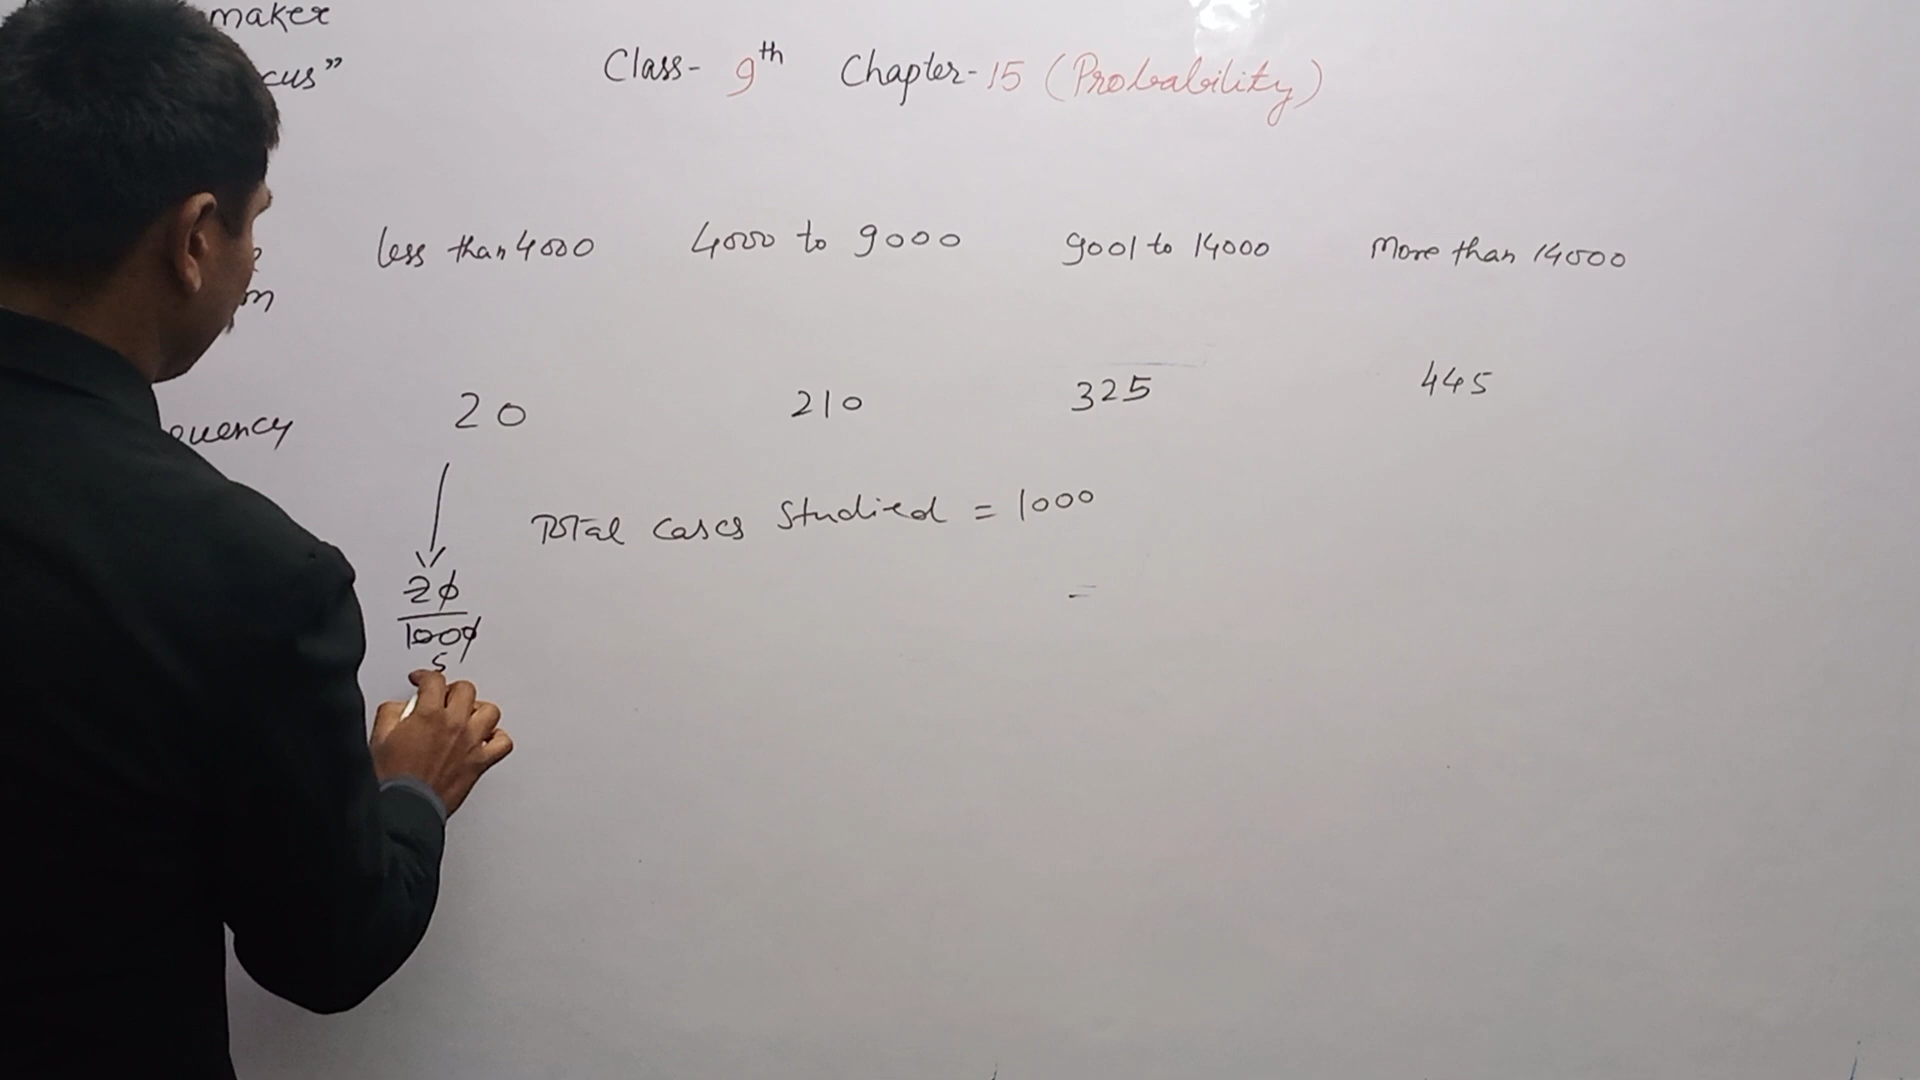 maker
cus"
Class- 9th Chapter-15 (Probability)
less than 4000 4000 to 9000 9001 to 14000 More than 14000
quency 20 210 325 445
Total cases Studied = 1000
20
1000
5
=